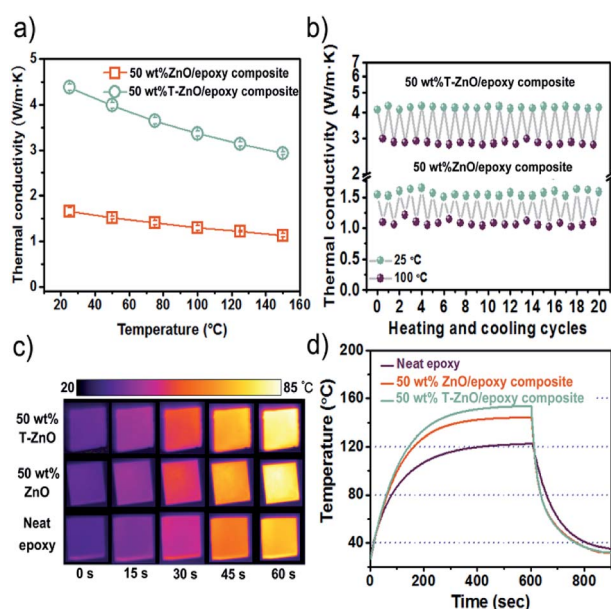 a)
Thermal conductivity (W/m·K)
5
4
3
2
1
0
50 wt%ZnO/epoxy composite
50 wt%T-ZnO/epoxy composite
20 40 60 80 100 120 140 160
Temperature (°C)
b)
Thermal conductivity (W/m·K)
7
6
5
4
3
2
1.5
1.0
0.5
0.0
50 wt%T-ZnO/epoxy composite
50 wt%ZnO/epoxy composite
25 °C
100 °C
0 2 4 6 8 10 12 14 16 18 20
Heating and cooling cycles
c)
20
85 °C
50 wt%
T-ZnO
50 wt%
ZnO
Neat
epoxy
0 s 15 s 30 s 45 s 60 s
d)
Temperature (°C)
200
160
120
80
40
Neat epoxy
50 wt% ZnO/epoxy composite
50 wt% T-ZnO/epoxy composite
0 200 400 600 800
Time (sec)